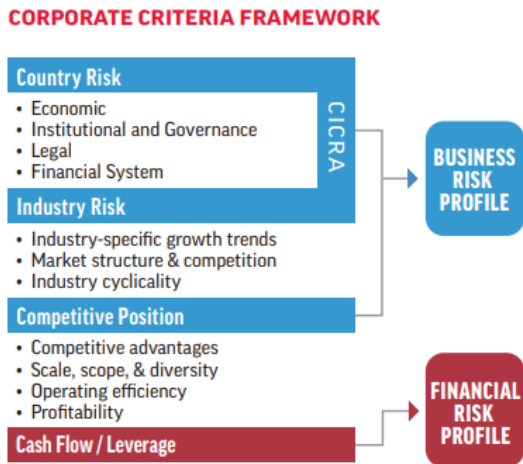 CORPORATE CRITERIA FRAMEWORK
Country Risk
• Economic
• Institutional and Governance
• Legal
• Financial System
CICRA
Industry Risk
• Industry-specific growth trends
• Market structure & competition
• Industry cyclicality
Competitive Position
• Competitive advantages
• Scale, scope, & diversity
• Operating efficiency
• Profitability
Cash Flow / Leverage
BUSINESS
RISK
PROFILE
FINANCIAL
RISK
PROFILE